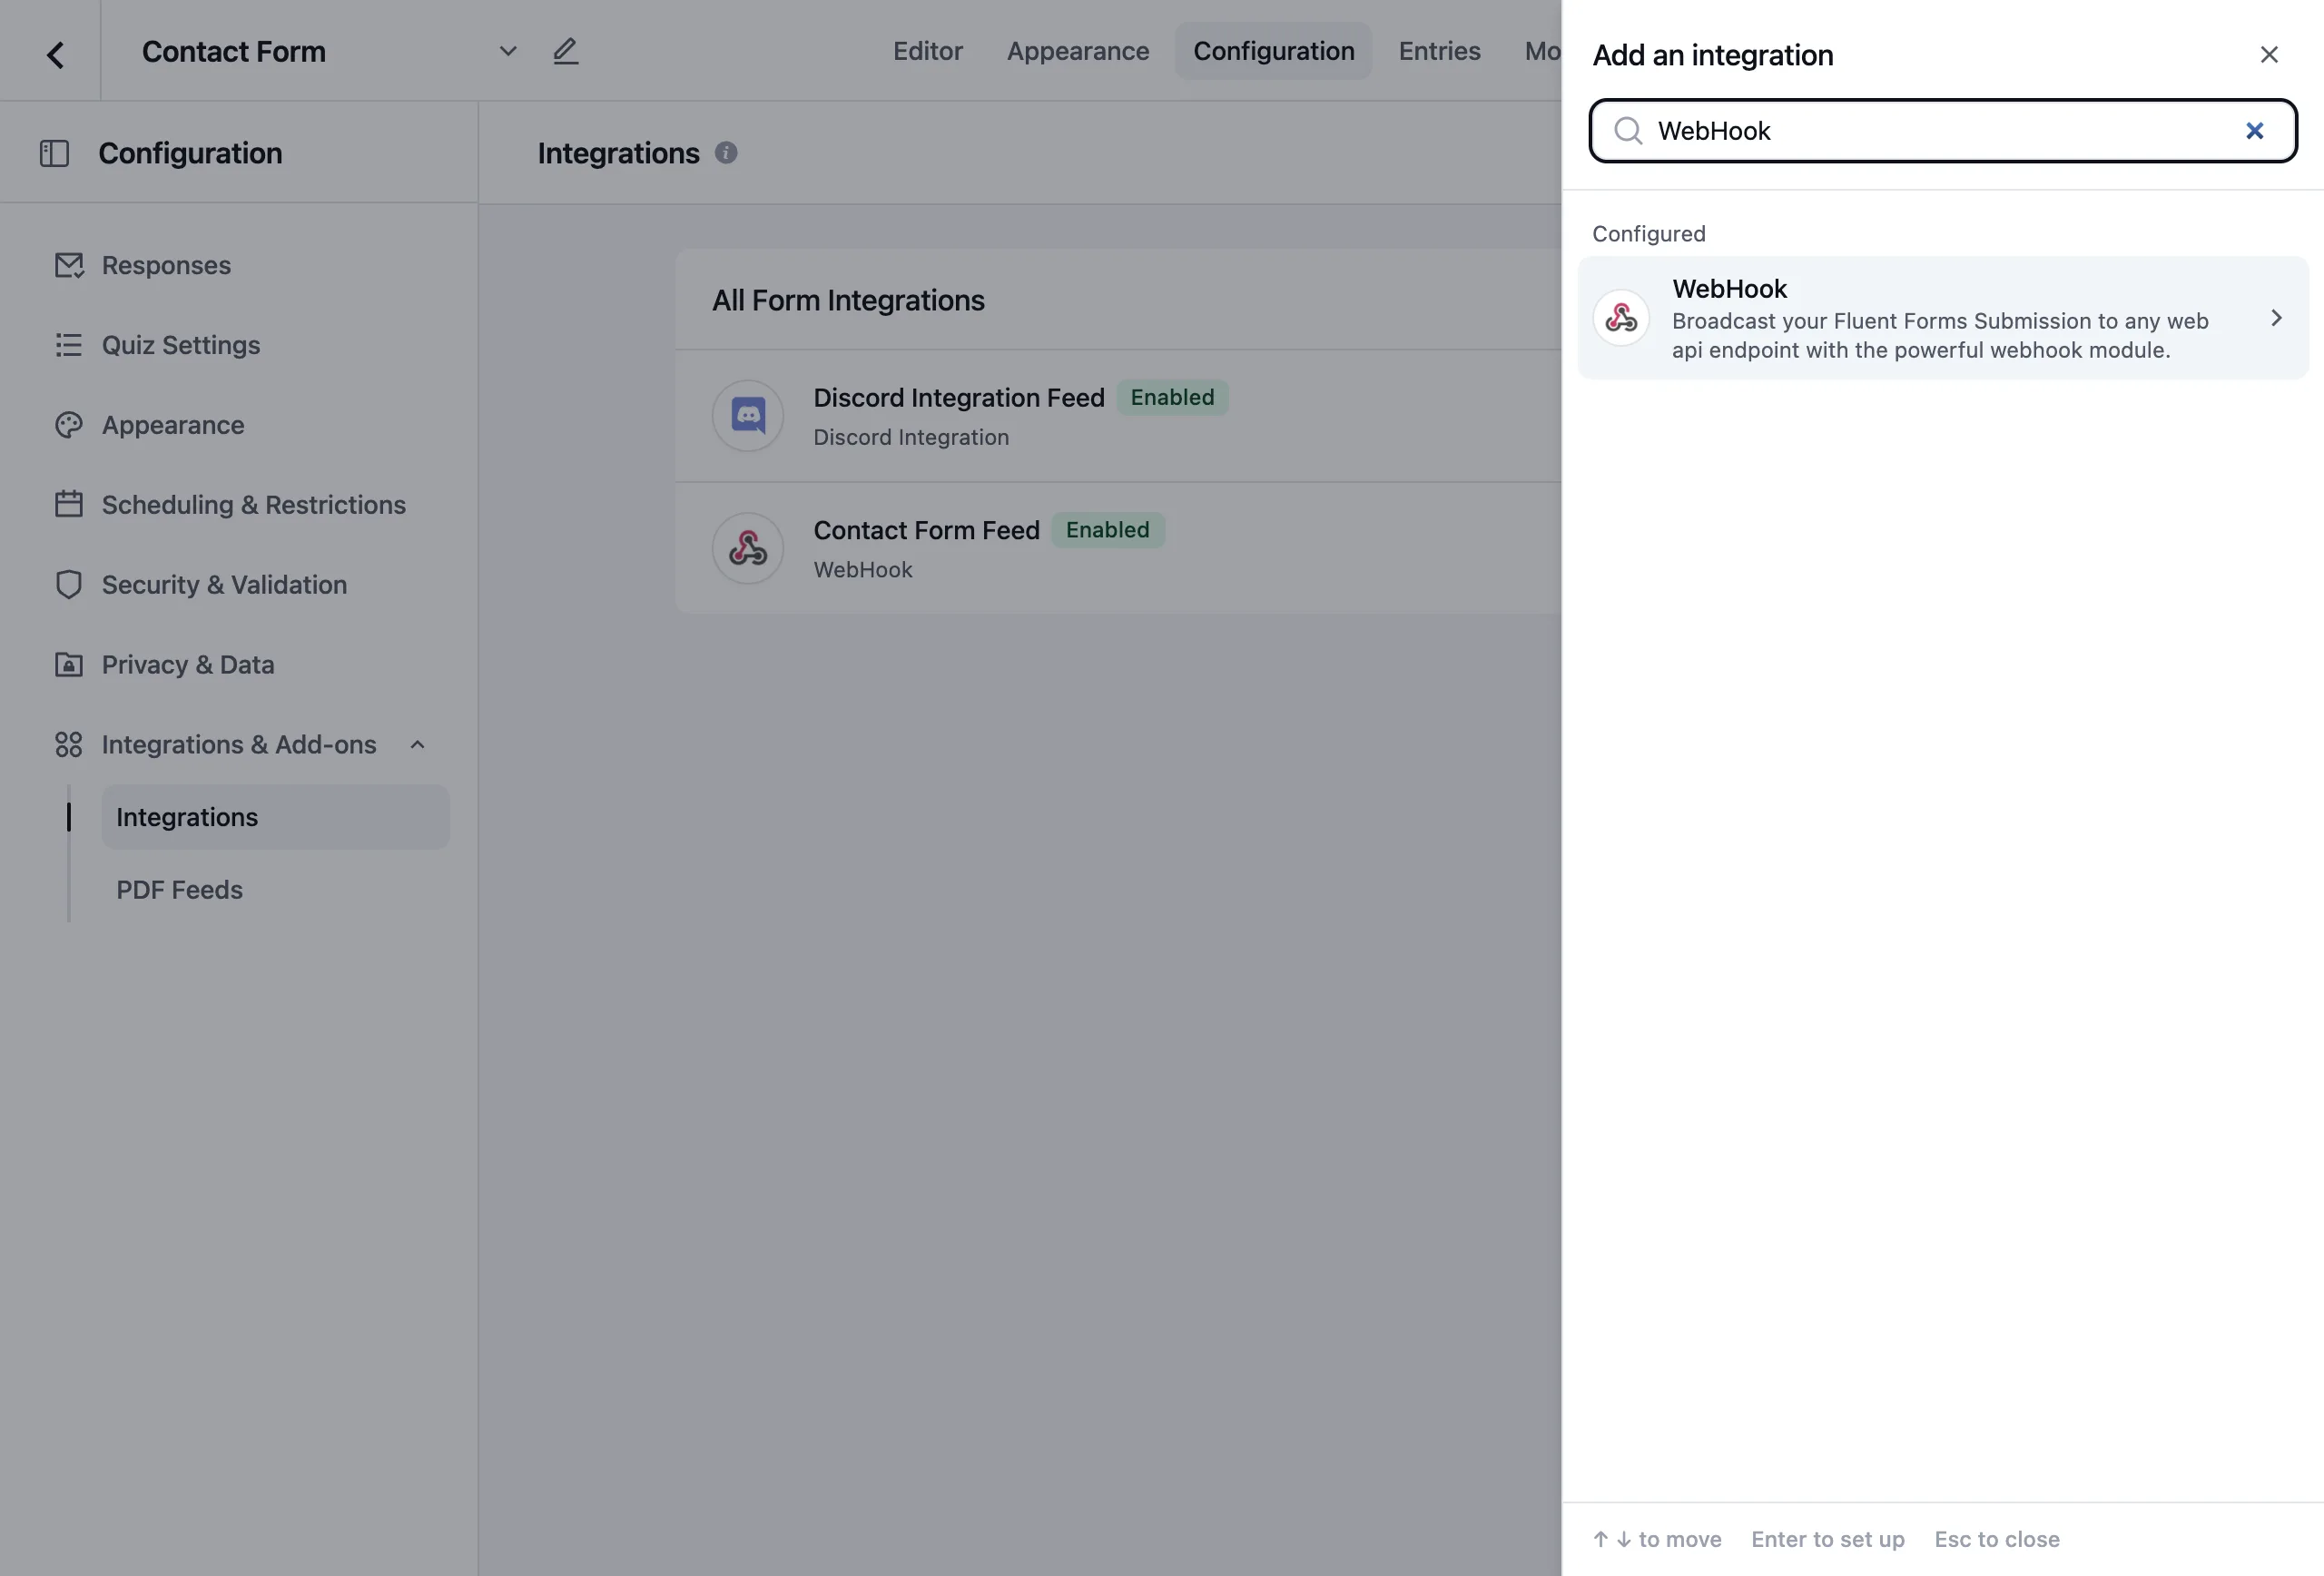 Contact Form
Editor
Appearance
Configuration
Entries
Mo
Configuration
Responses
Quiz Settings
Appearance
Scheduling & Restrictions
Security & Validation
Privacy & Data
Integrations & Add-ons
Integrations
PDF Feeds
Integrations
All Form Integrations
Discord Integration Feed Enabled
Discord Integration
Contact Form Feed Enabled
WebHook
Add an integration
WebHook
Configured
WebHook
Broadcast your Fluent Forms Submission to any web
api endpoint with the powerful webhook module.
↑ ↓ to move Enter to set up Esc to close